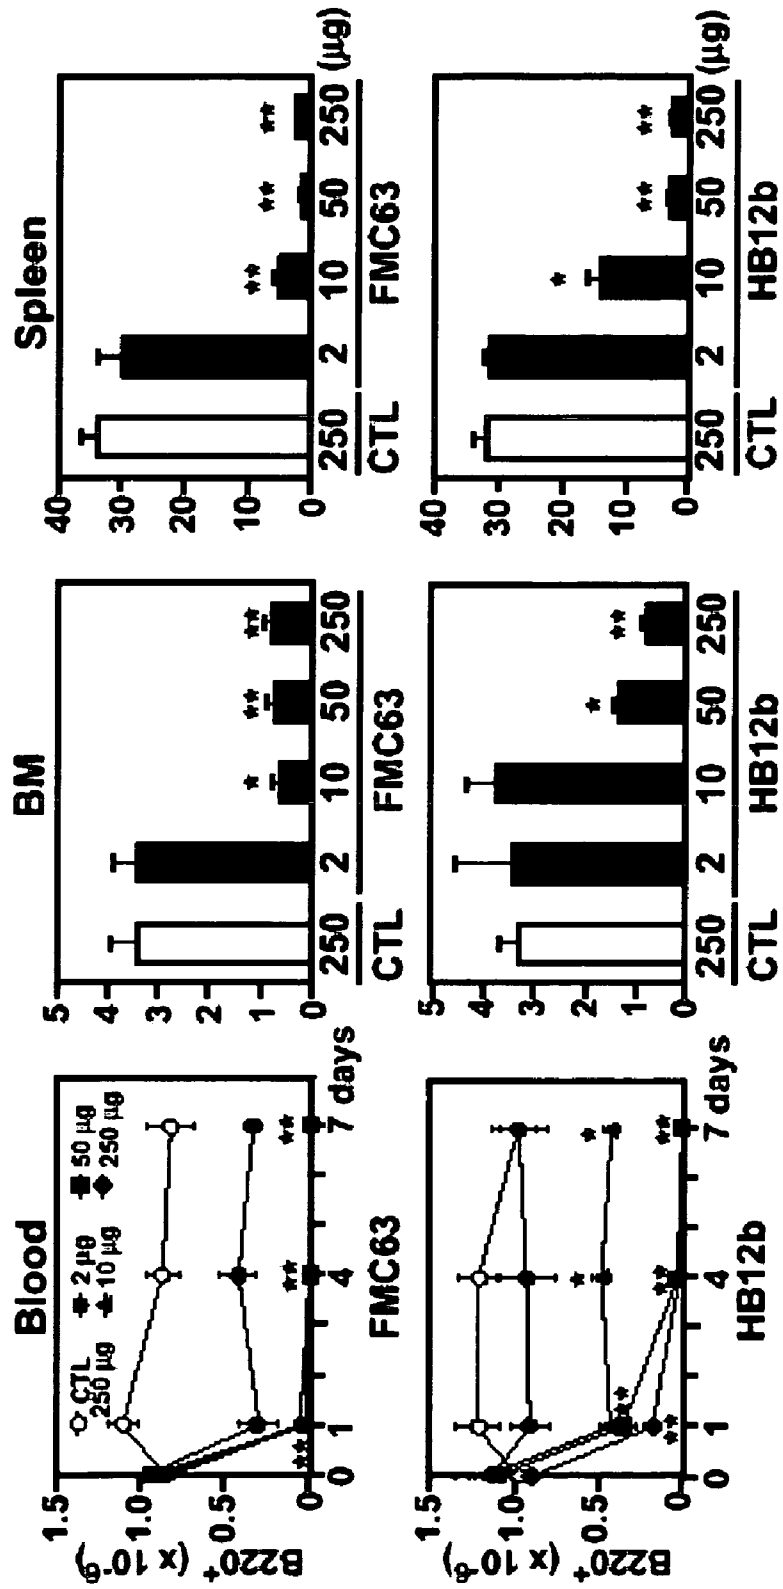 Blood
BM
Spleen
CTL 250 µg
2 µg
10 µg
50 µg
250 µg
B220⁺ (x 10⁻⁶)
1.5
1.0
0.5
0
0 1 4 7 days
FMC63
**
**
**
5
4
3
2
1
0
250 2 10 50 250
CTL FMC63
* ** **
40
30
20
10
0
250 2 10 50 250 (µg)
CTL FMC63
** ** **
B220⁺ (x 10⁻⁶)
1.5
1.0
0.5
0
0 1 4 7 days
HB12b
**
**
*
**
*
**
5
4
3
2
1
0
250 2 10 50 250
CTL HB12b
* **
40
30
20
10
0
250 2 10 50 250 (µg)
CTL HB12b
* ** **